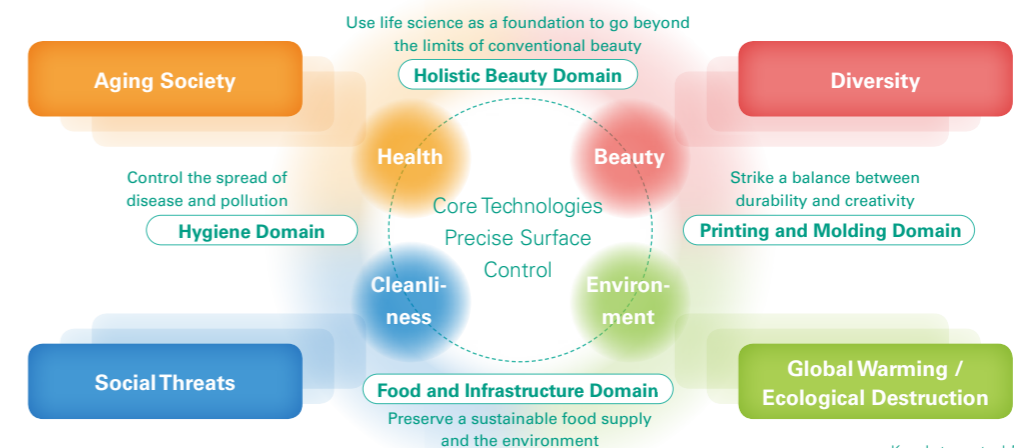 Use life science as a foundation to go beyond
the limits of conventional beauty
Holistic Beauty Domain
Aging Society
Diversity
Health
Beauty
Control the spread of
disease and pollution
Hygiene Domain
Core Technologies
Precise Surface
Control
Strike a balance between
durability and creativity
Printing and Molding Domain
Cleanli-
ness
Environ-
ment
Social Threats
Global Warming /
Ecological Destruction
Food and Infrastructure Domain
Preserve a sustainable food supply
and the environment